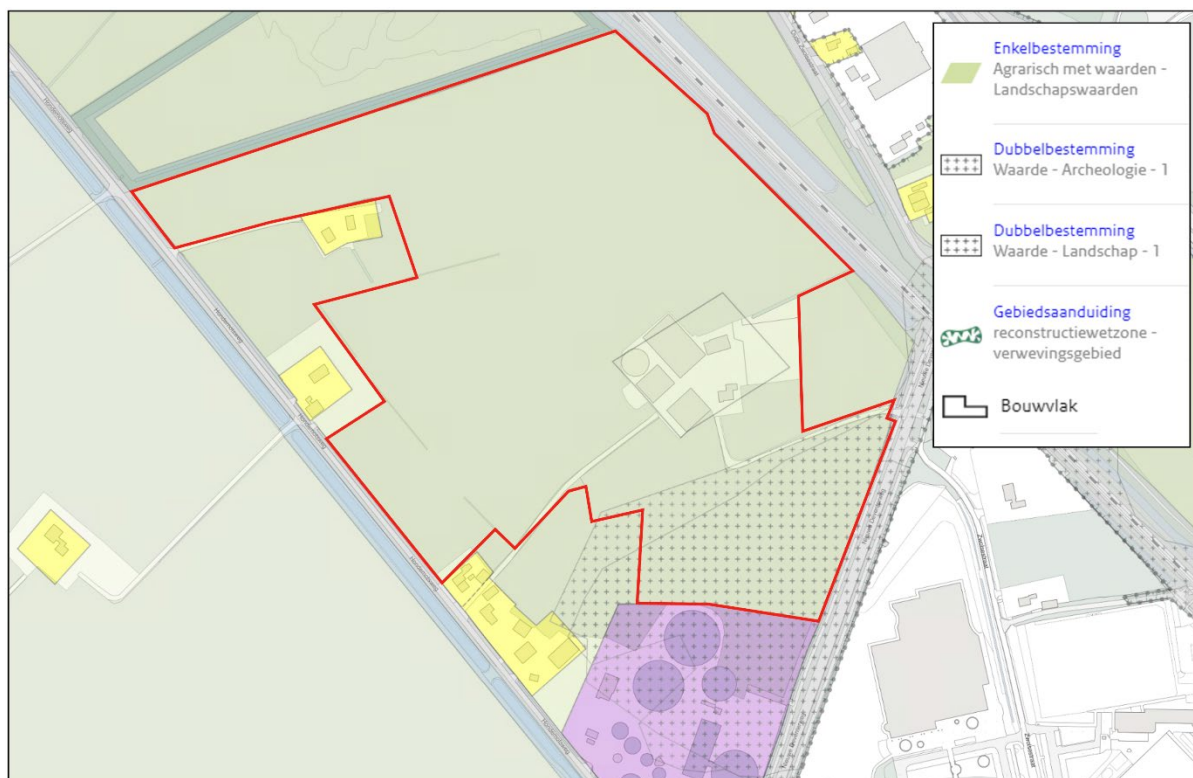 Enkelbestemming
Agrarisch met waarden -
Landschapswaarden
Dubbelbestemming
Waarde - Archeologie - 1
Dubbelbestemming
Waarde - Landschap - 1
Gebiedsaanduiding
reconstructiewetzone -
verwevingsgebied
Bouwvlak